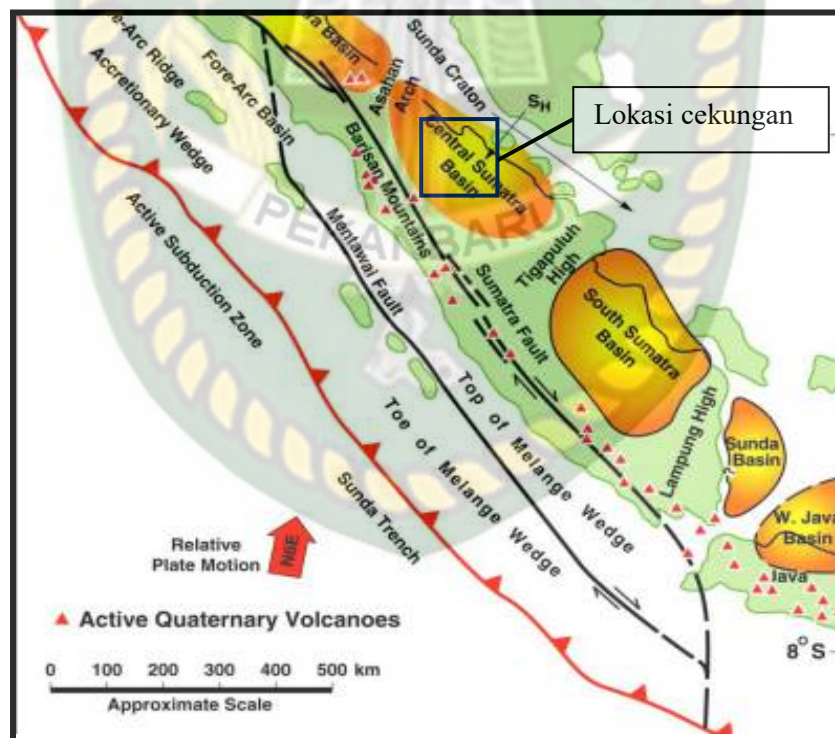 ra Basin
re-Arc Ridge
Accretionary Wedge
Fore-Arc Basin
Asahan
Arch
Sunda Craton
SH
Lokasi cekungan
Central Sumatra
Basin
Barisan Mountains
PEKANBARU
Mentawai Fault
Active Subduction Zone
Tigapuluh
High
Sumatra Fault
South Sumatra
Basin
Top of Melange Wedge
Toe of Melange Wedge
Lampung High
Sunda
Basin
Sunda Trench
W. Java
Basin
Java
Relative
Plate Motion
N6E
Active Quaternary Volcanoes
8° S
0 100 200 300 400 500 km
Approximate Scale